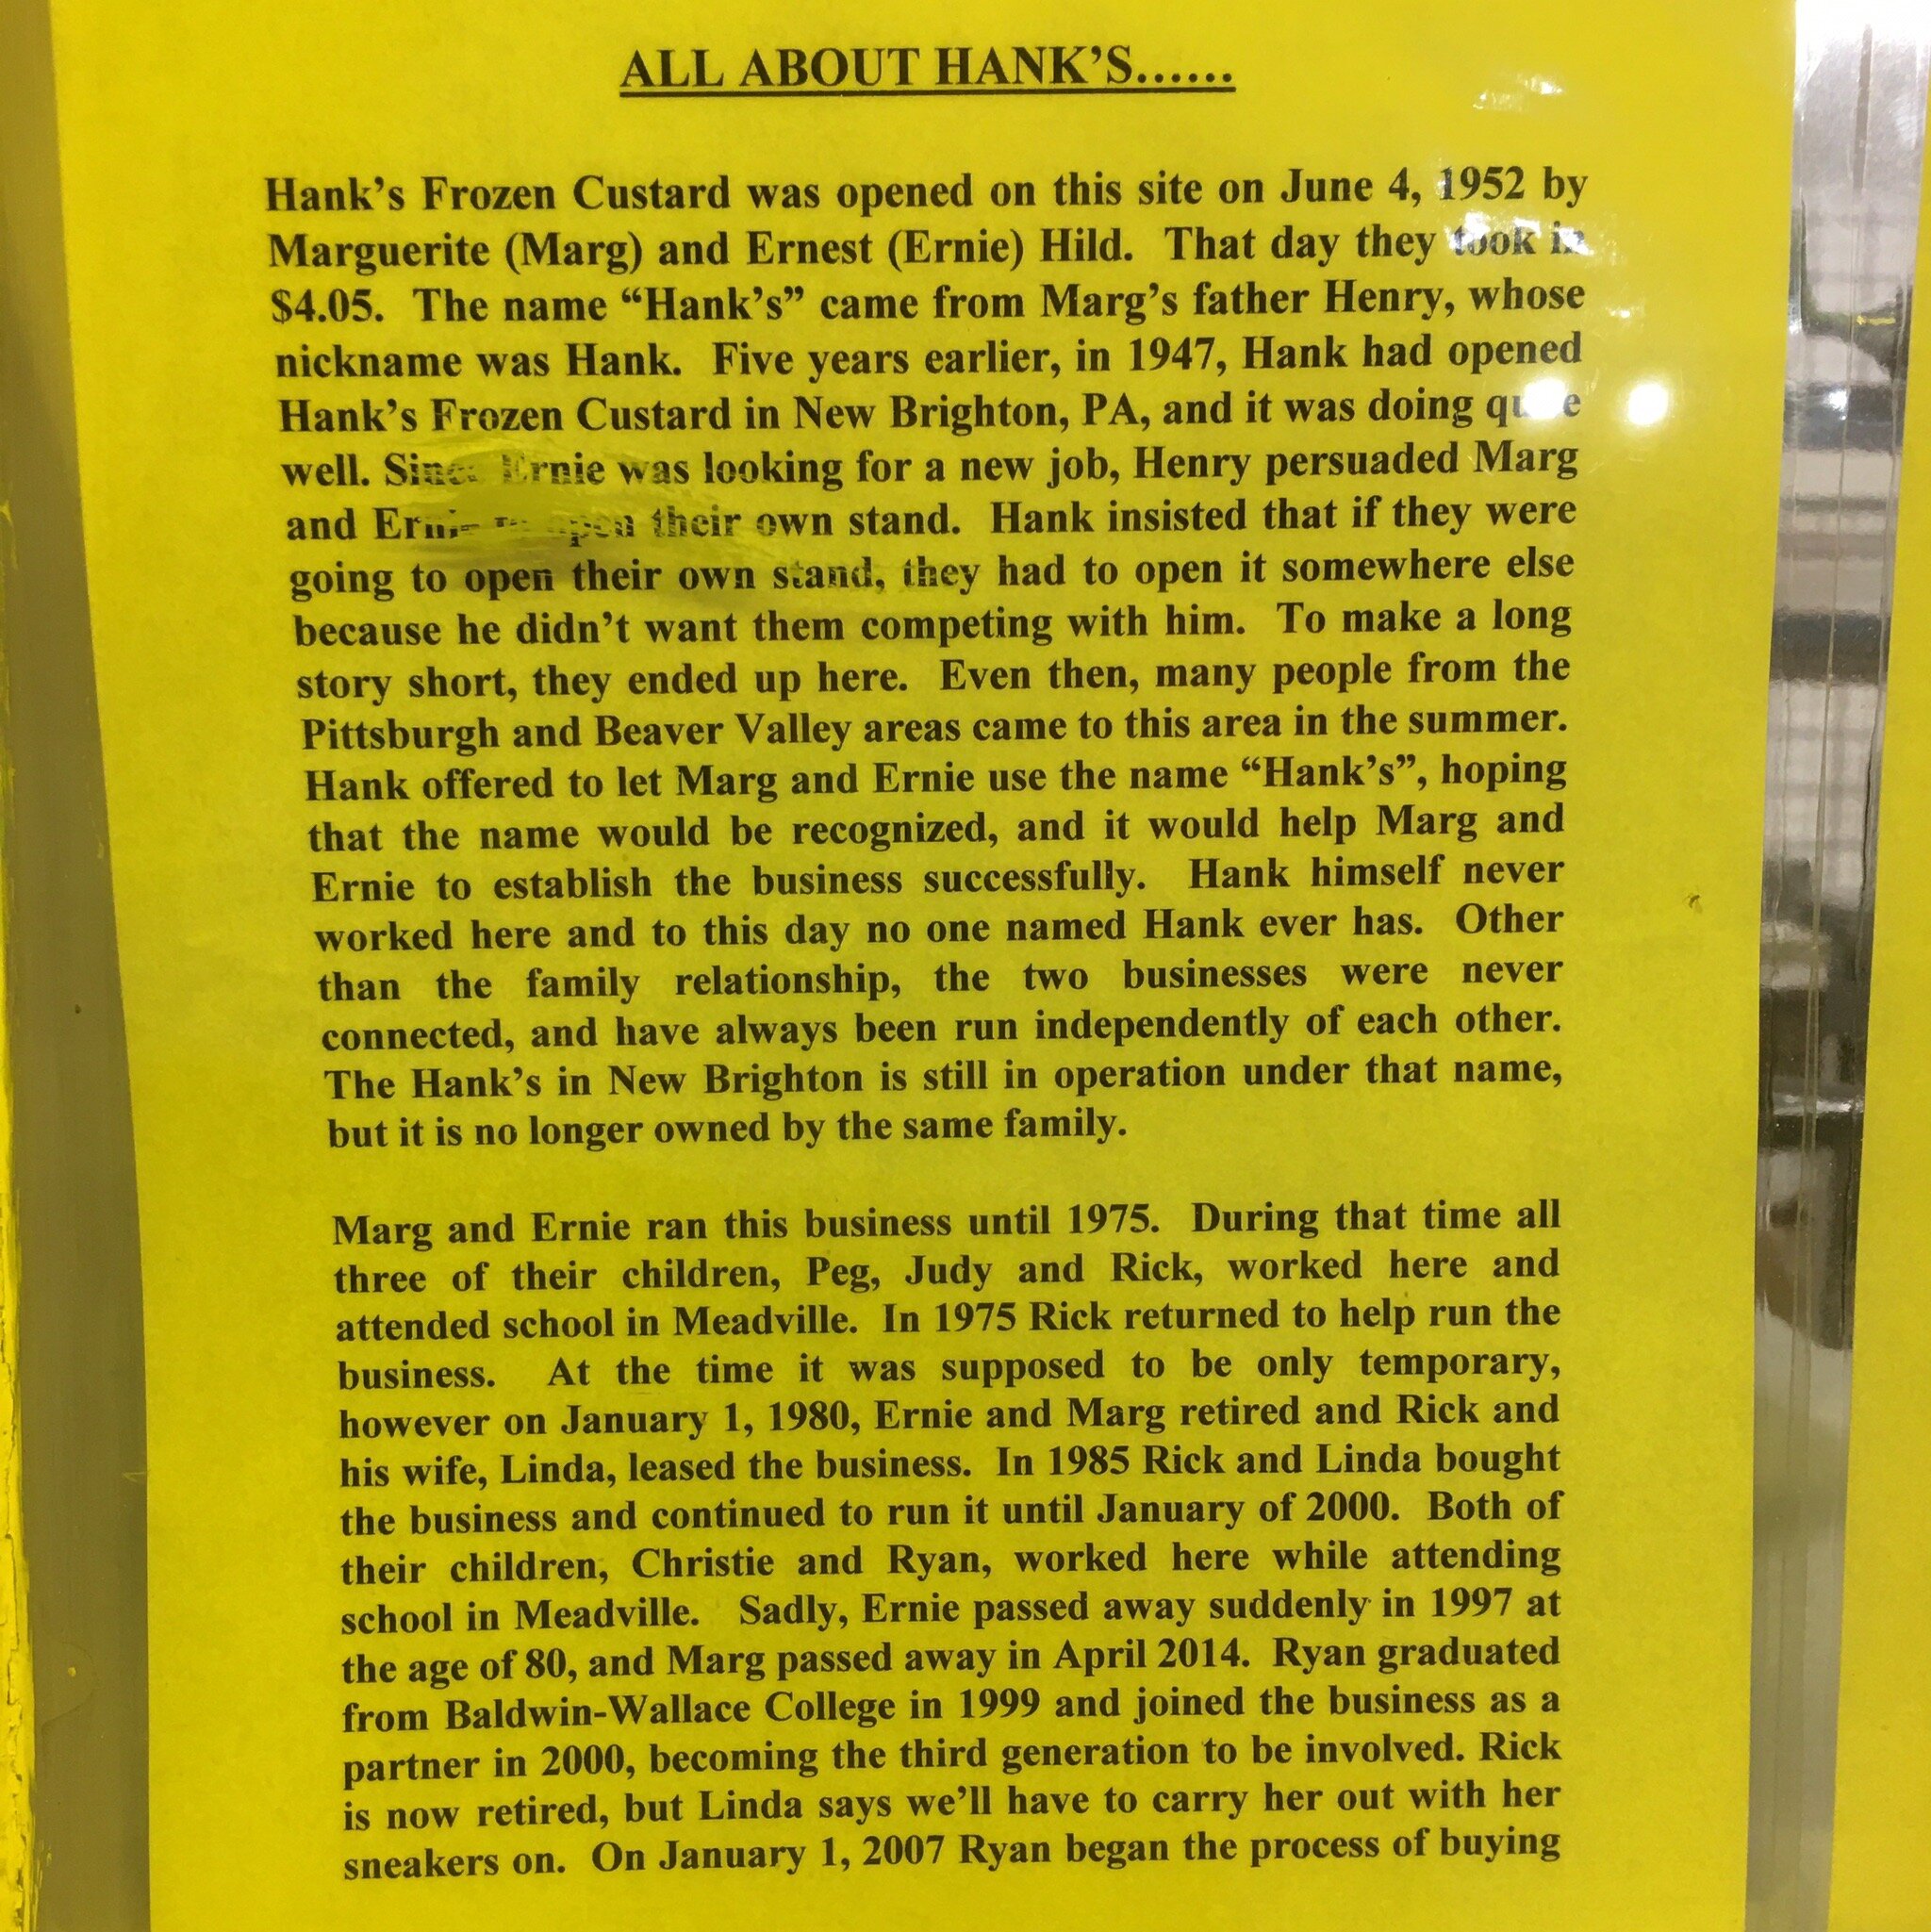 ALL ABOUT HANK’S......
Hank’s Frozen Custard was opened on this site on June 4, 1952 by
Marguerite (Marg) and Ernest (Ernie) Hild. That day they took in
$4.05. The name “Hank’s” came from Marg’s father Henry, whose
nickname was Hank. Five years earlier, in 1947, Hank had opened
Hank’s Frozen Custard in New Brighton, PA, and it was doing quite
well. Since Ernie was looking for a new job, Henry persuaded Marg
and Ernie to open their own stand. Hank insisted that if they were
going to open their own stand, they had to open it somewhere else
because he didn’t want them competing with him. To make a long
story short, they ended up here. Even then, many people from the
Pittsburgh and Beaver Valley areas came to this area in the summer.
Hank offered to let Marg and Ernie use the name “Hank’s”, hoping
that the name would be recognized, and it would help Marg and
Ernie to establish the business successfully. Hank himself never
worked here and to this day no one named Hank ever has. Other
than the family relationship, the two businesses were never
connected, and have always been run independently of each other.
The Hank’s in New Brighton is still in operation under that name,
but it is no longer owned by the same family.
Marg and Ernie ran this business until 1975. During that time all
three of their children, Peg, Judy and Rick, worked here and
attended school in Meadville. In 1975 Rick returned to help run the
business. At the time it was supposed to be only temporary,
however on January 1, 1980, Ernie and Marg retired and Rick and
his wife, Linda, leased the business. In 1985 Rick and Linda bought
the business and continued to run it until January of 2000. Both of
their children, Christie and Ryan, worked here while attending
school in Meadville. Sadly, Ernie passed away suddenly in 1997 at
the age of 80, and Marg passed away in April 2014. Ryan graduated
from Baldwin-Wallace College in 1999 and joined the business as a
partner in 2000, becoming the third generation to be involved. Rick
is now retired, but Linda says we’ll have to carry her out with her
sneakers on. On January 1, 2007 Ryan began the process of buying